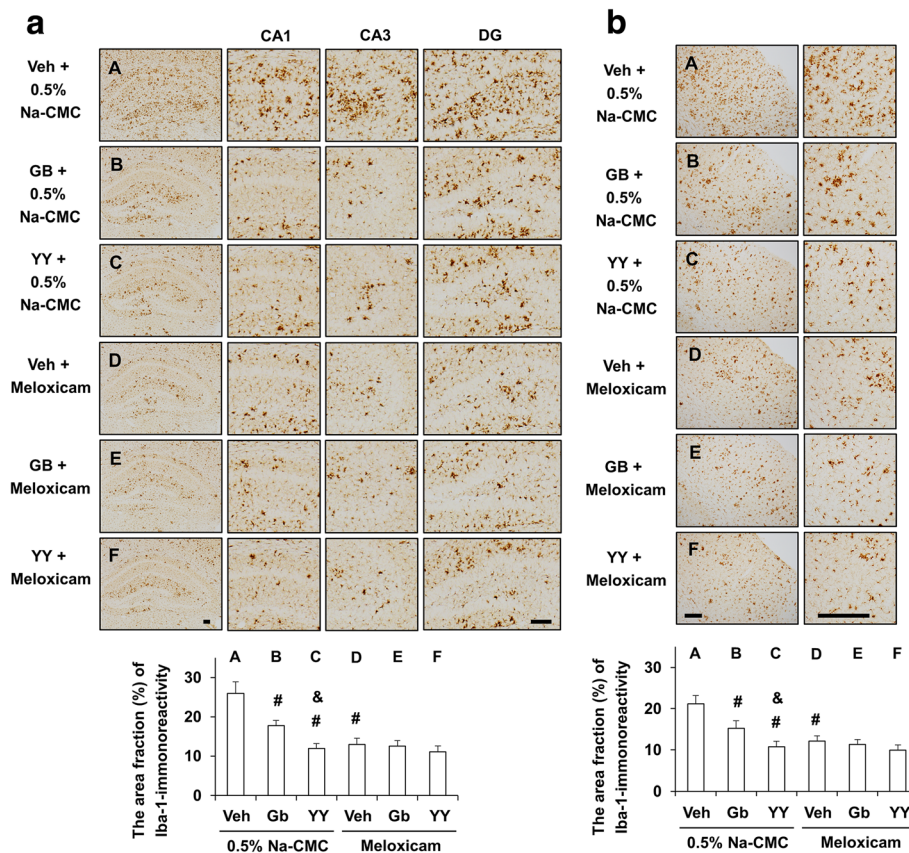 a
CA1 CA3 DG
Veh +
0.5%
Na-CMC
A
GB +
0.5%
Na-CMC
B
YY +
0.5%
Na-CMC
C
Veh +
Meloxicam
D
GB +
Meloxicam
E
YY +
Meloxicam
F
The area fraction (%) of
Iba-1-immonoreactivity
A B C D E F
30
20
10
0
# & # #
Veh Gb YY Veh Gb YY
0.5% Na-CMC Meloxicam
b
Veh +
0.5%
Na-CMC
A
GB +
0.5%
Na-CMC
B
YY +
0.5%
Na-CMC
C
Veh +
Meloxicam
D
GB +
Meloxicam
E
YY +
Meloxicam
F
The area fraction (%) of
Iba-1-immonoreactivity
A B C D E F
30
20
10
0
# & # #
Veh Gb YY Veh Gb YY
0.5% Na-CMC Meloxicam